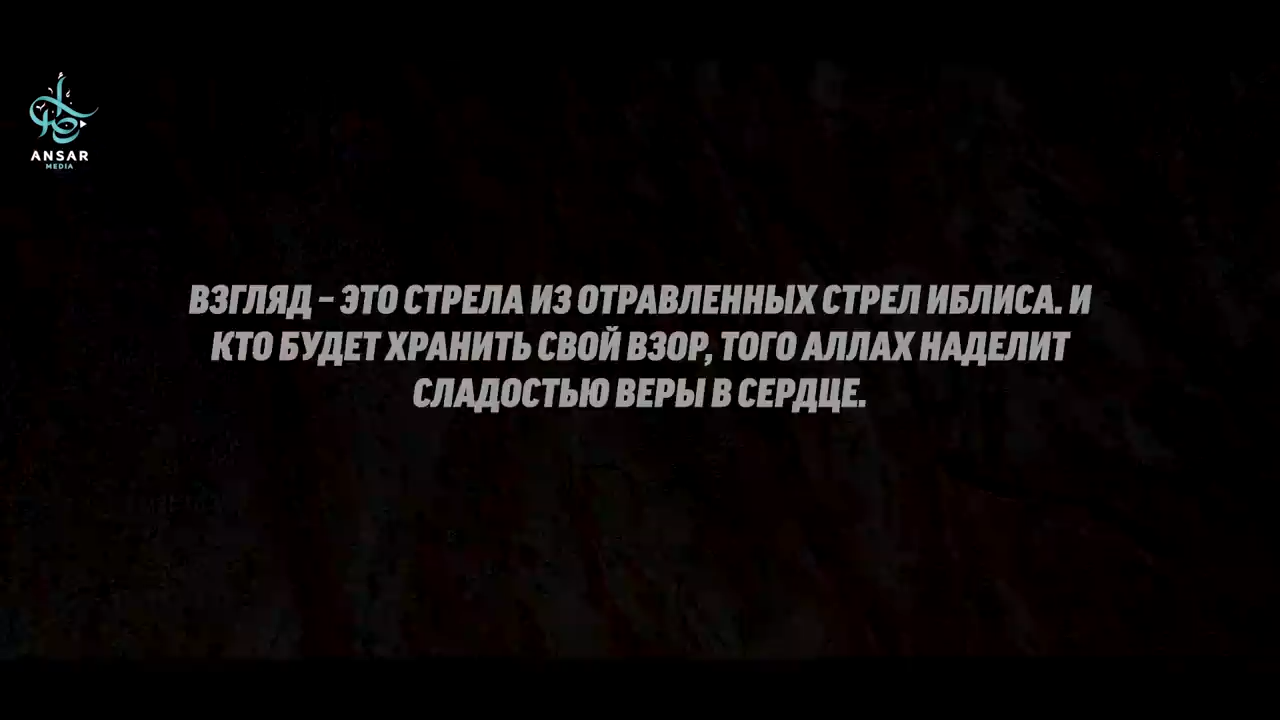 ANSAR
MEDIA
ВЗГЛЯД – ЭТО СТРЕЛА ИЗ ОТРАВЛЕННЫХ СТРЕЛ ИБЛИСА. И
КТО БУДЕТ ХРАНИТЬ СВОЙ ВЗОР, ТОГО АЛЛАХ НАДЕЛИТ
СЛАДОСТЬЮ ВЕРЫ В СЕРДЦЕ.